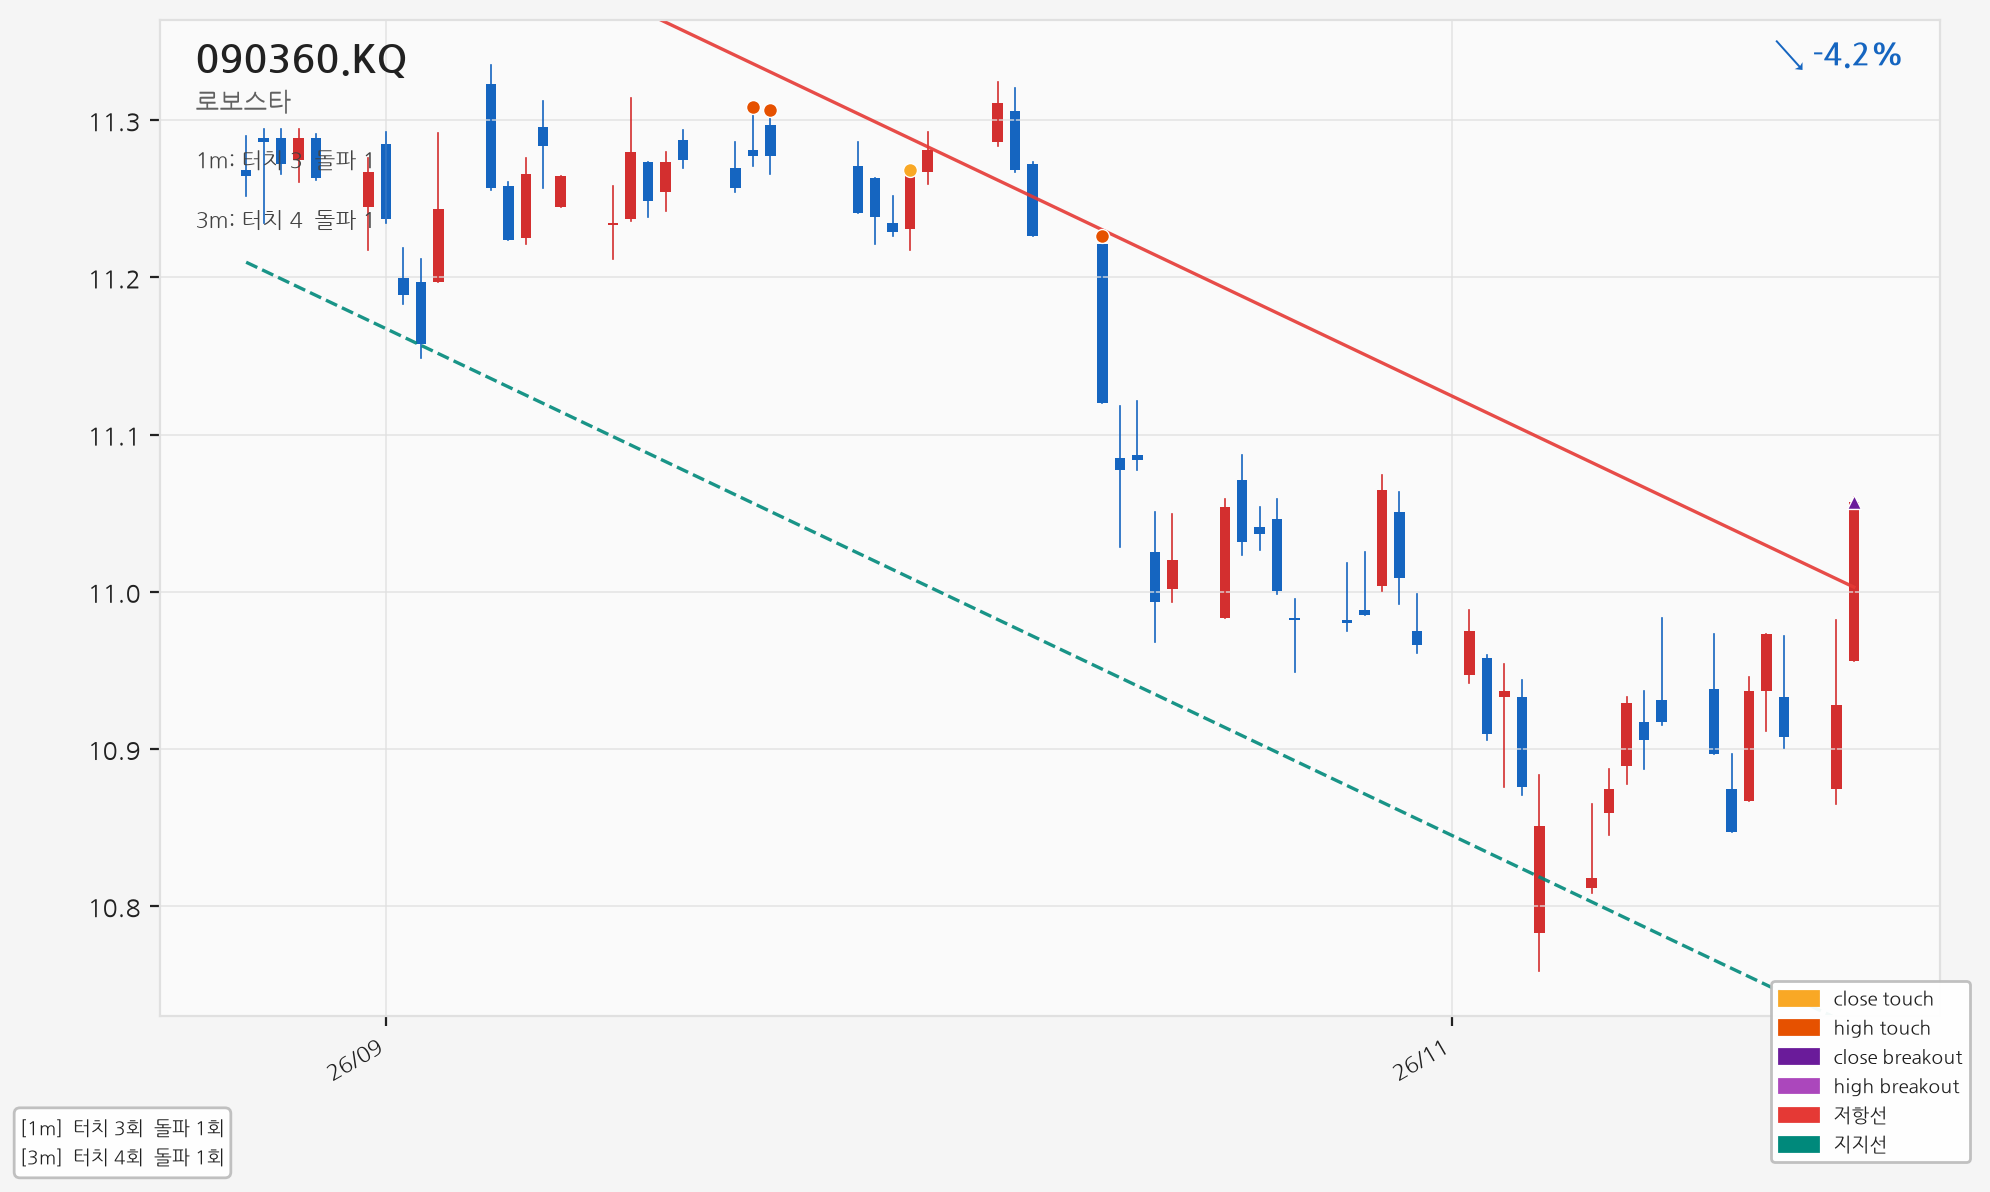 090360.KQ
로보스타
-4.2%
1m: 터치 3 돌파 1
3m: 터치 4 돌파 1
11.3
11.2
11.1
11.0
10.9
10.8
26/09
26/11
close touch
high touch
close breakout
high breakout
저항선
지지선
[1m] 터치 3회 돌파 1회
[3m] 터치 4회 돌파 1회